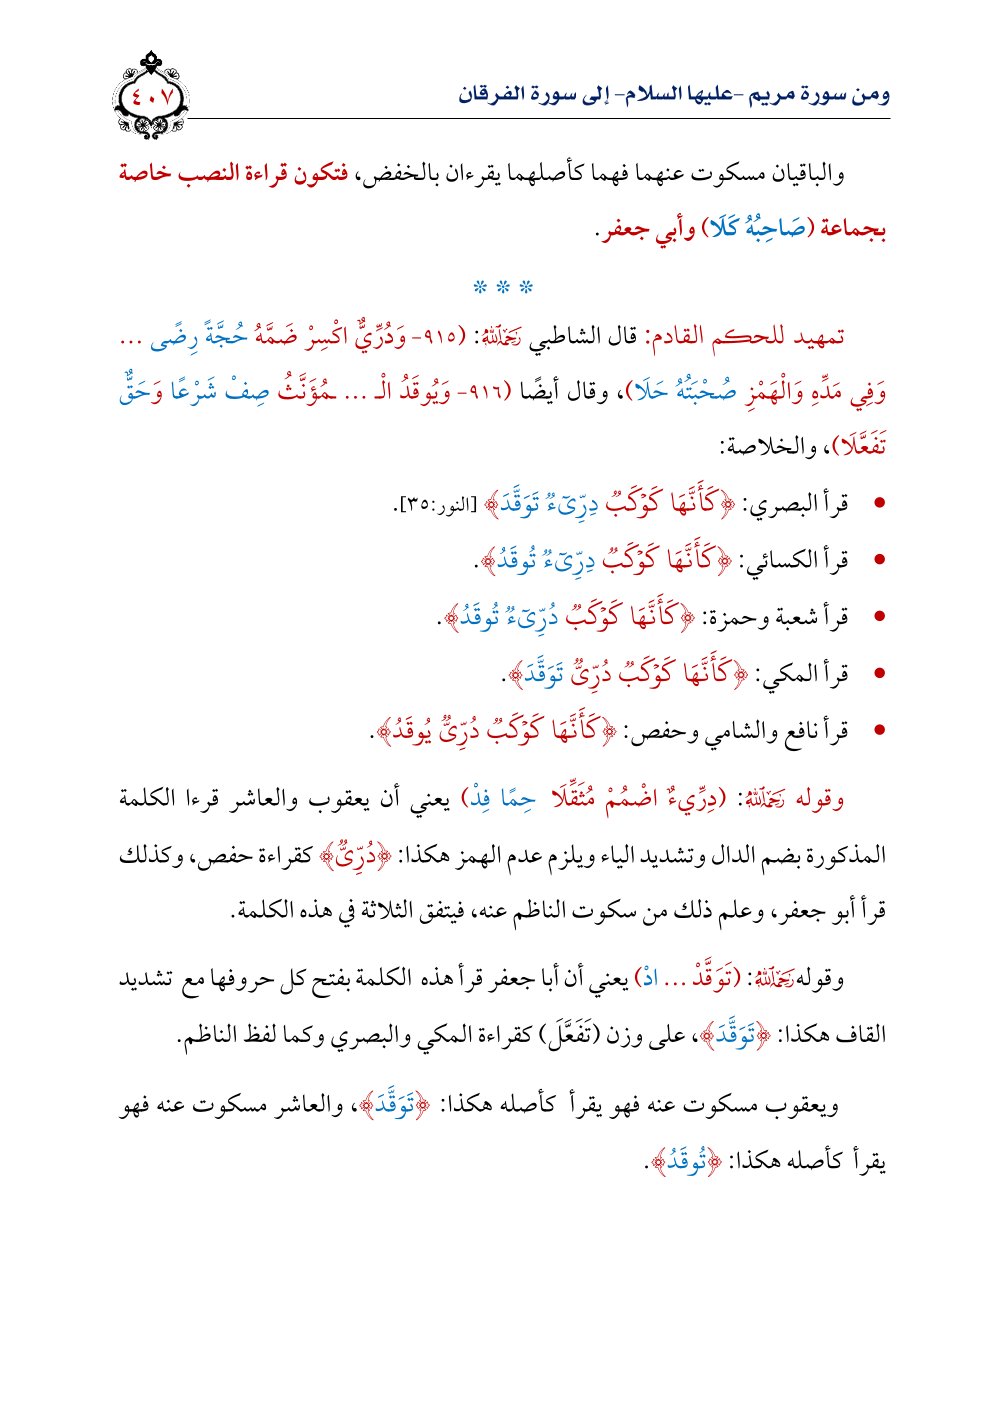 ومن سورة مريم -عليها السلام- إلى سورة الفرقان
٤٠٧
والباقيان مسكوت عنهما فهما كأصلهما يقرءان بالخفض، فتكون قراءة النصب خاصة
بجماعة (صَاحِبُهُ كَلَا) وأبي جعفر.
* * *
تمهيد للحكم القادم: قال الشاطبي رَحِمَهُ ٱللَّهُ: (٩١٥- وَدُرِّيٌّ اكْسِرْ ضَمَّهُ حُجَّةً رِضًى ...
وَفِي مَدِّهِ وَالْهَمْزِ صُحْبَتُهُ حَلَا)، وقال أيضًا (٩١٦- وَيُوقَدُ الْـ ... ـمُؤَنَّثُ صِفْ شَرْعًا وَحَقٌّ
تَفَعَّلَا)، والخلاصة:
• قرأ البصري: ﴿كَأَنَّهَا كَوْكَبٌ دِرِّىٓءٌ تَوَقَّدَ﴾ [النور:٣٥].
• قرأ الكسائي: ﴿كَأَنَّهَا كَوْكَبٌ دِرِّىٓءٌ تُوقَدُ﴾.
• قرأ شعبة وحمزة: ﴿كَأَنَّهَا كَوْكَبٌ دُرِّىٓءٌ تُوقَدُ﴾.
• قرأ المكي: ﴿كَأَنَّهَا كَوْكَبٌ دُرِّىٌّ تَوَقَّدَ﴾.
• قرأ نافع والشامي وحفص: ﴿كَأَنَّهَا كَوْكَبٌ دُرِّىٌّ يُوقَدُ﴾.
وقوله رَحِمَهُ ٱللَّهُ: (دِرِّيءٌ اضْمُمْ مُثَقِّلَا حِمًا فِدْ) يعني أن يعقوب والعاشر قرءا الكلمة
المذكورة بضم الدال وتشديد الياء ويلزم عدم الهمز هكذا: ﴿دُرِّىٌّ﴾ كقراءة حفص، وكذلك
قرأ أبو جعفر، وعلم ذلك من سكوت الناظم عنه، فيتفق الثلاثة في هذه الكلمة.
وقوله رَحِمَهُ ٱللَّهُ: (تَوَقَّدْ ... ادْ) يعني أن أبا جعفر قرأ هذه الكلمة بفتح كل حروفها مع تشديد
القاف هكذا: ﴿تَوَقَّدَ﴾، على وزن (تَفَعَّلَ) كقراءة المكي والبصري وكما لفظ الناظم.
ويعقوب مسكوت عنه فهو يقرأ كأصله هكذا: ﴿تَوَقَّدَ﴾، والعاشر مسكوت عنه فهو
يقرأ كأصله هكذا: ﴿تُوقَدُ﴾.